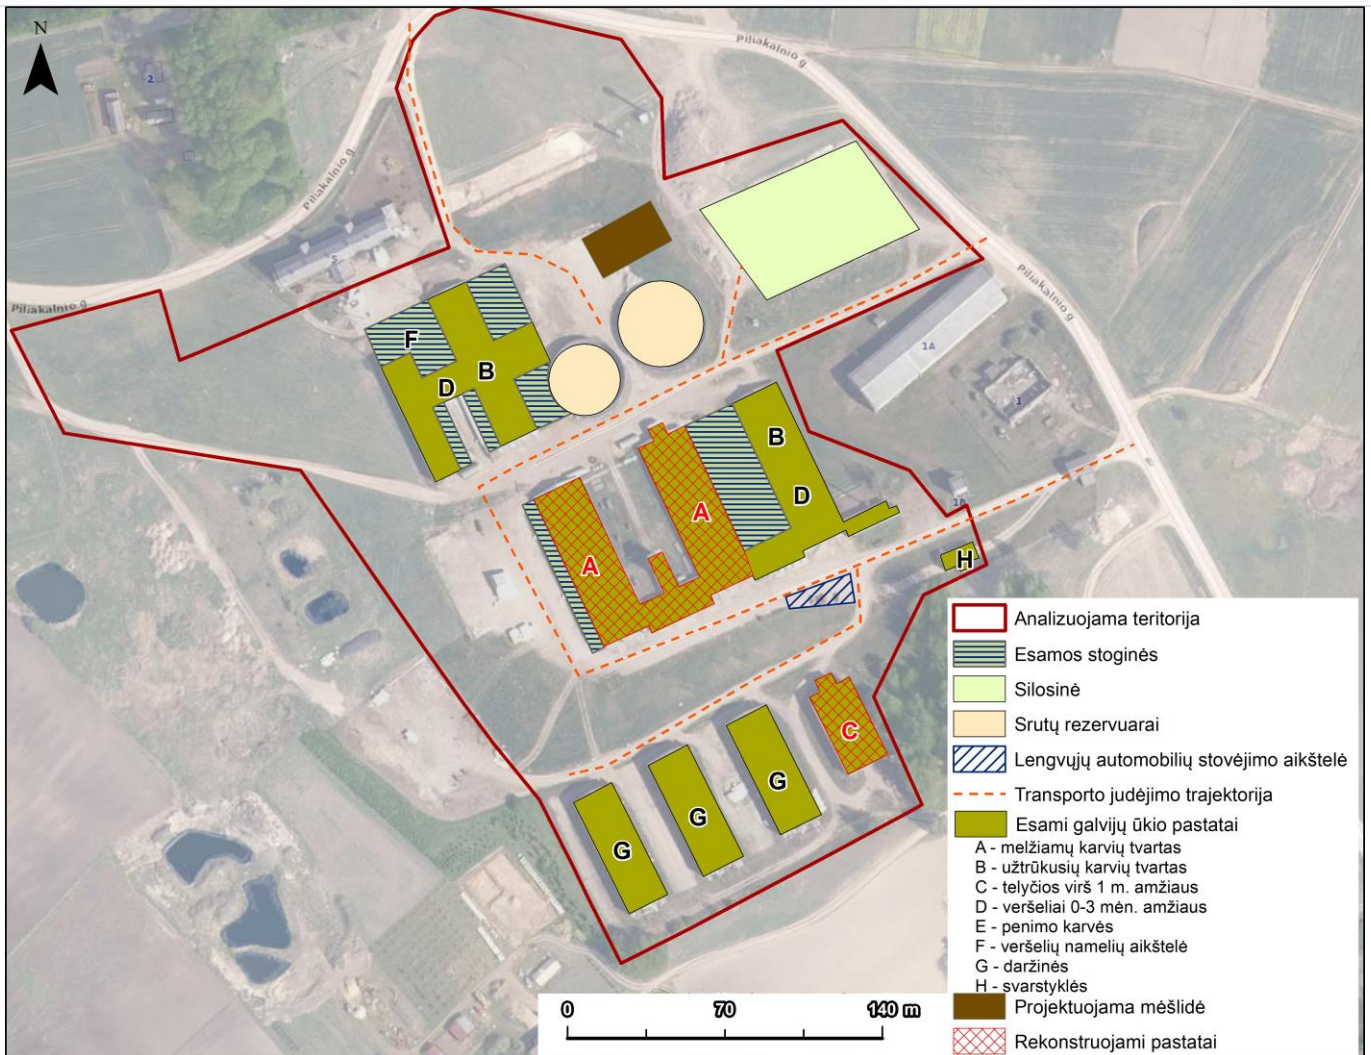 N
Piliakalnio g.
2
Piliakalnio g.
5
Piliakalnio g.
Piliakalnio g.
F
B
D
1A
1
B
D
A
A
1B
H
C
G
G
G
Analizuojama teritorija
Esamos stoginės
Silosinė
Srutų rezervuarai
Lengvųjų automobilių stovėjimo aikštelė
Transporto judėjimo trajektorija
Esami galvijų ūkio pastatai
A - melžiamų karvių tvartas
B - užtrūkusių karvių tvartas
C - telyčios virš 1 m. amžiaus
D - veršeliai 0-3 mėn. amžiaus
E - penimo karvės
F - veršelių namelių aikštelė
G - daržinės
H - svarstyklės
Projektuojama mėšlidė
Rekonstruojami pastatai
0 70 140 m